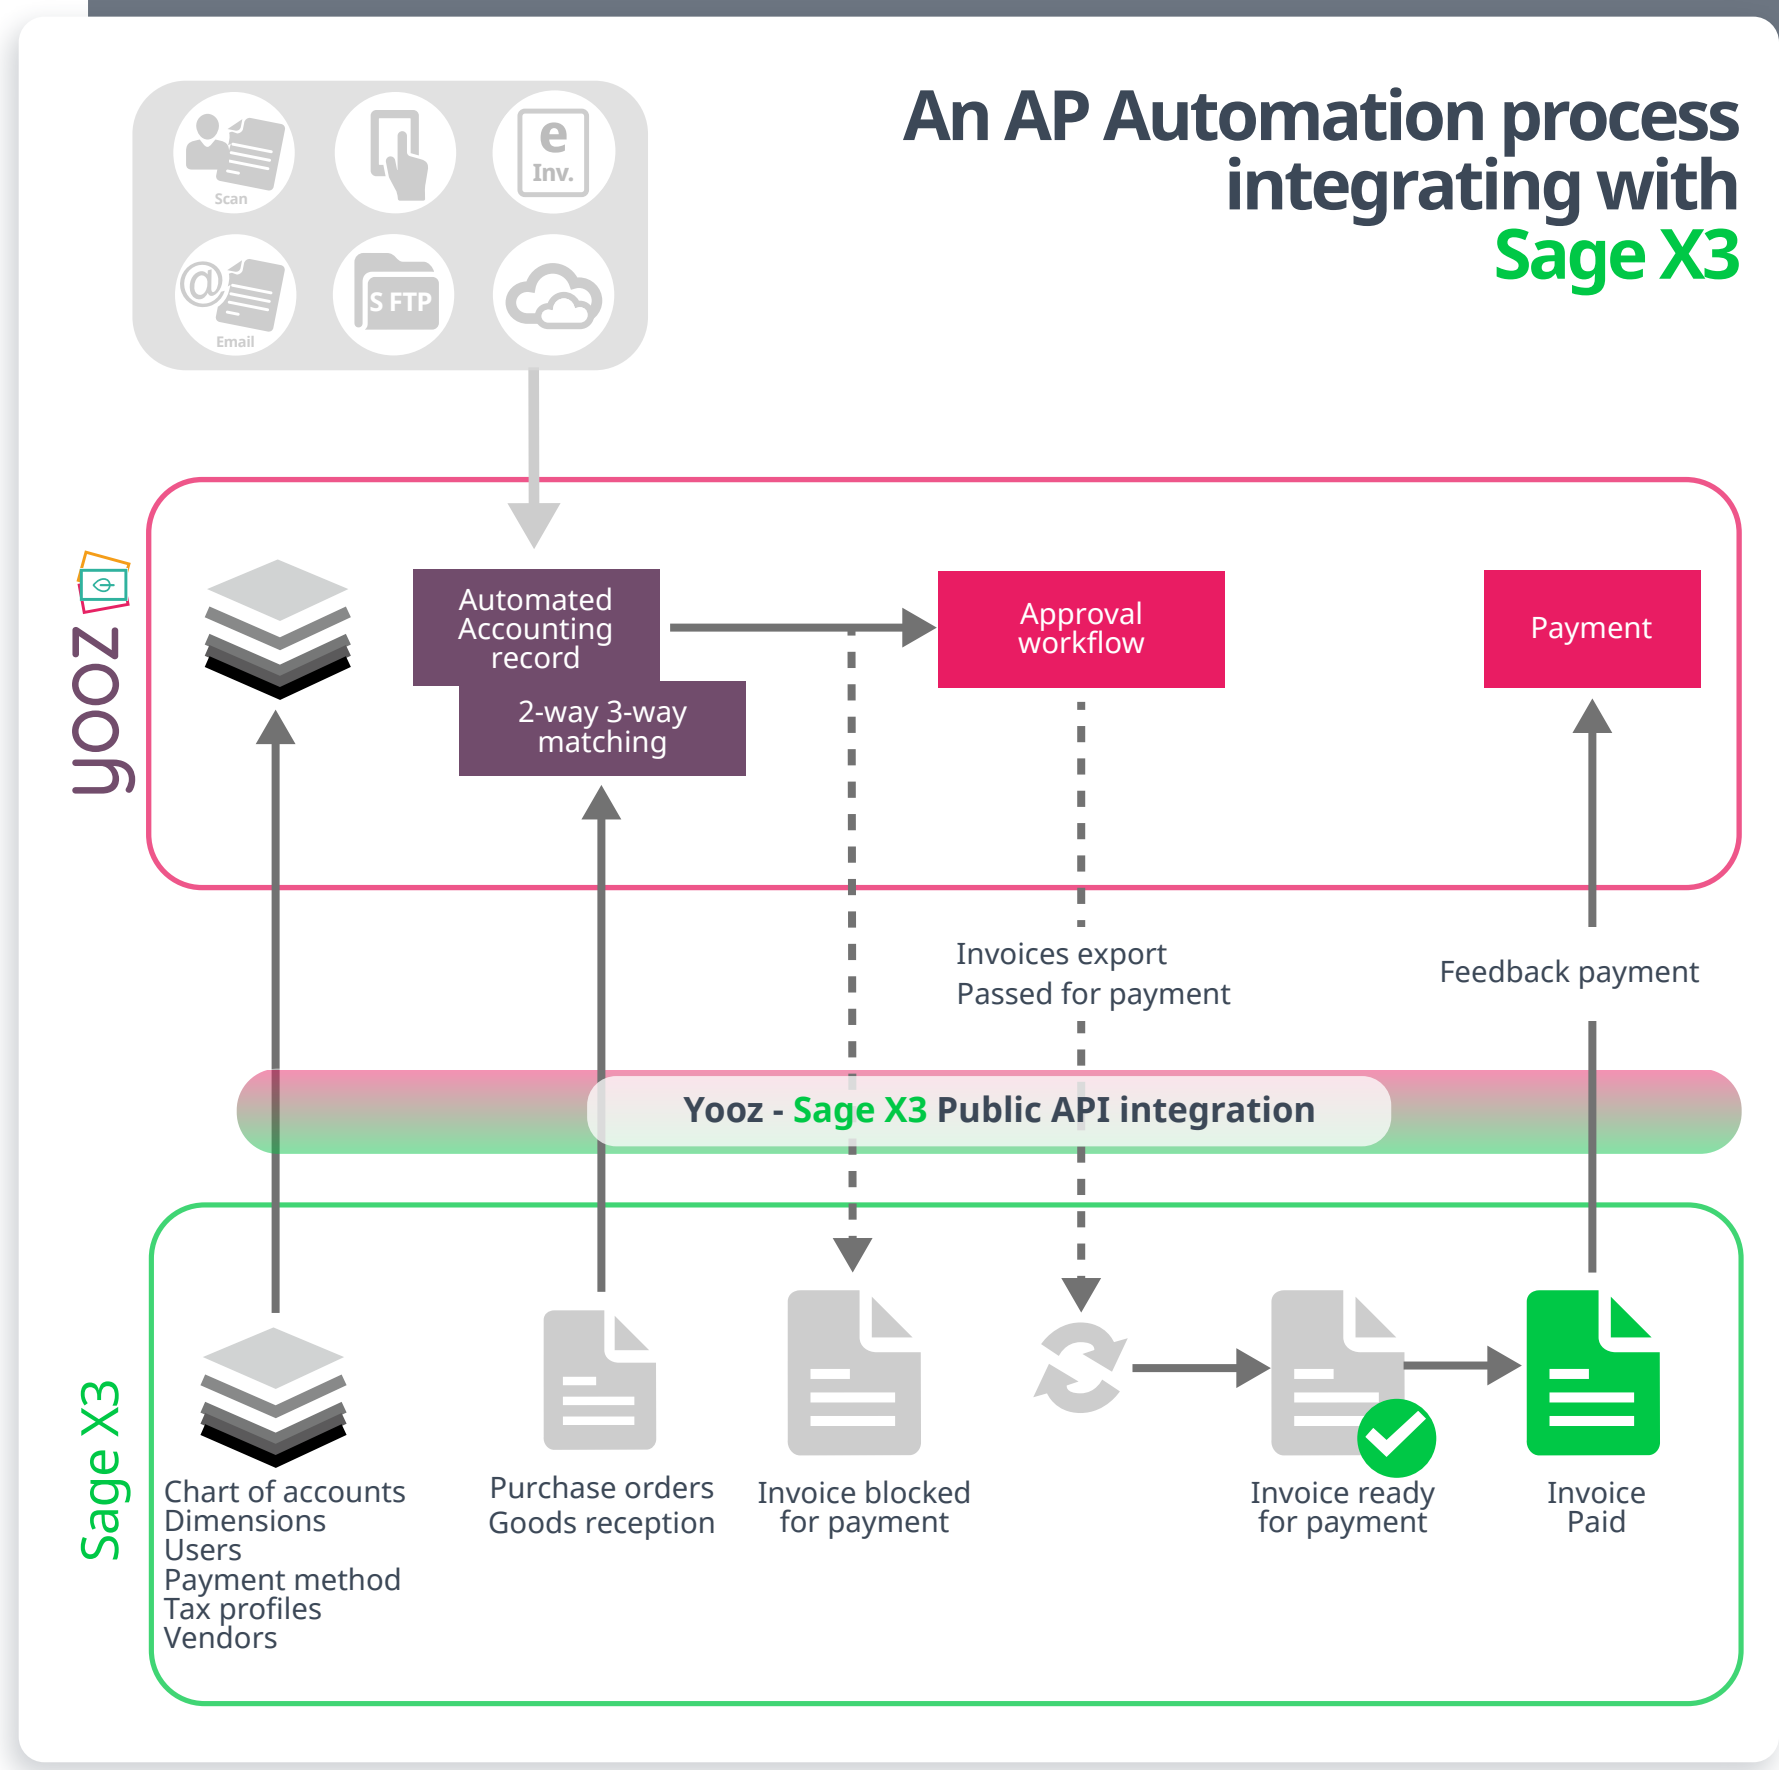 An AP Automation process
integrating with
Sage X3
Scan
e
Inv.
@
Email
S FTP
yooz
Automated
Accounting
record
2-way 3-way
matching
Approval
workflow
Payment
Invoices export
Passed for payment
Feedback payment
Yooz - Sage X3 Public API integration
Sage X3
Chart of accounts
Dimensions
Users
Payment method
Tax profiles
Vendors
Purchase orders
Goods reception
Invoice blocked
for payment
Invoice ready
for payment
Invoice
Paid